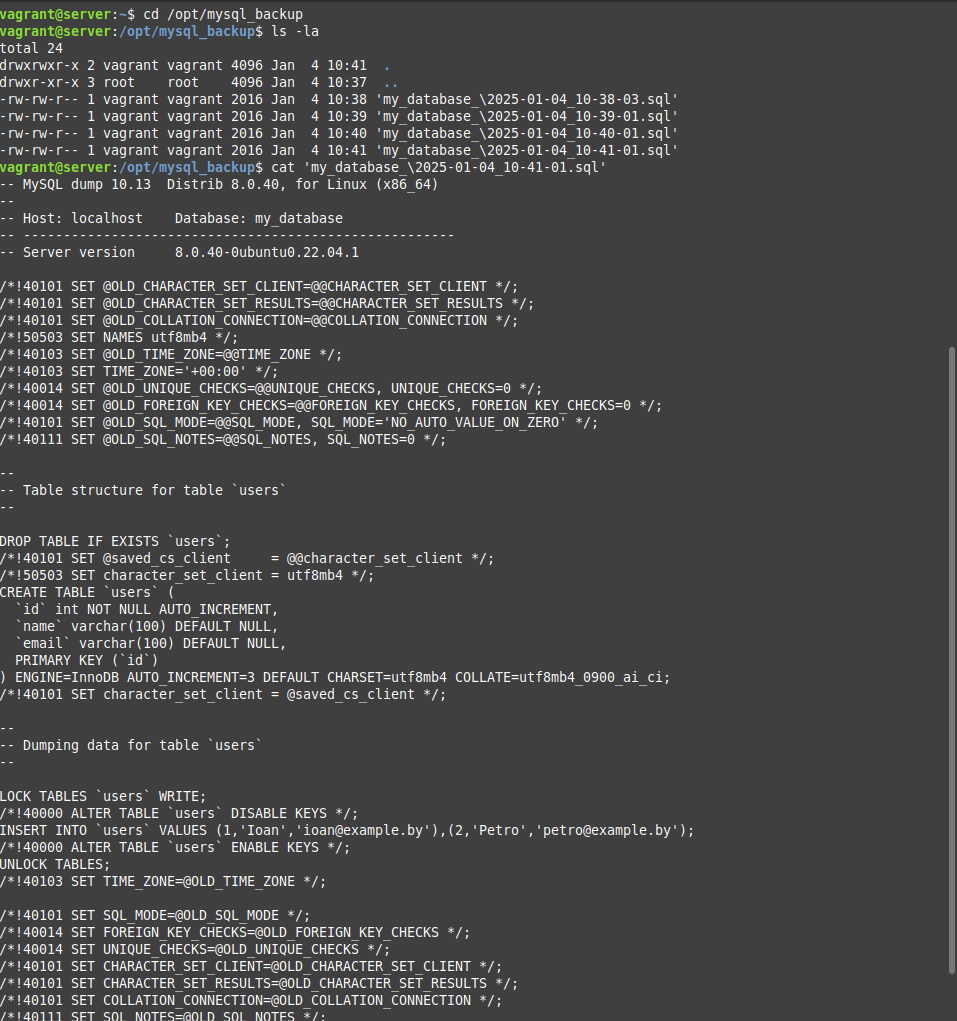 vagrant@server:~$ cd /opt/mysql_backup
vagrant@server:/opt/mysql_backup$ ls -la
total 24
drwxrwxr-x 2 vagrant vagrant 4096 Jan  4 10:41 .
drwxr-xr-x 3 root    root    4096 Jan  4 10:37 ..
-rw-rw-r-- 1 vagrant vagrant 2016 Jan  4 10:38 'my_database_\2025-01-04_10-38-03.sql'
-rw-rw-r-- 1 vagrant vagrant 2016 Jan  4 10:39 'my_database_\2025-01-04_10-39-01.sql'
-rw-rw-r-- 1 vagrant vagrant 2016 Jan  4 10:40 'my_database_\2025-01-04_10-40-01.sql'
-rw-rw-r-- 1 vagrant vagrant 2016 Jan  4 10:41 'my_database_\2025-01-04_10-41-01.sql'
vagrant@server:/opt/mysql_backup$ cat 'my_database_\2025-01-04_10-41-01.sql'
-- MySQL dump 10.13  Distrib 8.0.40, for Linux (x86_64)
--
-- Host: localhost    Database: my_database
-- ------------------------------------------------------
-- Server version     8.0.40-0ubuntu0.22.04.1

/*!40101 SET @OLD_CHARACTER_SET_CLIENT=@@CHARACTER_SET_CLIENT */;
/*!40101 SET @OLD_CHARACTER_SET_RESULTS=@@CHARACTER_SET_RESULTS */;
/*!40101 SET @OLD_COLLATION_CONNECTION=@@COLLATION_CONNECTION */;
/*!50503 SET NAMES utf8mb4 */;
/*!40103 SET @OLD_TIME_ZONE=@@TIME_ZONE */;
/*!40103 SET TIME_ZONE='+00:00' */;
/*!40014 SET @OLD_UNIQUE_CHECKS=@@UNIQUE_CHECKS, UNIQUE_CHECKS=0 */;
/*!40014 SET @OLD_FOREIGN_KEY_CHECKS=@@FOREIGN_KEY_CHECKS, FOREIGN_KEY_CHECKS=0 */;
/*!40101 SET @OLD_SQL_MODE=@@SQL_MODE, SQL_MODE='NO_AUTO_VALUE_ON_ZERO' */;
/*!40111 SET @OLD_SQL_NOTES=@@SQL_NOTES, SQL_NOTES=0 */;

--
-- Table structure for table `users`
--

DROP TABLE IF EXISTS `users`;
/*!40101 SET @saved_cs_client     = @@character_set_client */;
/*!50503 SET character_set_client = utf8mb4 */;
CREATE TABLE `users` (
  `id` int NOT NULL AUTO_INCREMENT,
  `name` varchar(100) DEFAULT NULL,
  `email` varchar(100) DEFAULT NULL,
  PRIMARY KEY (`id`)
) ENGINE=InnoDB AUTO_INCREMENT=3 DEFAULT CHARSET=utf8mb4 COLLATE=utf8mb4_0900_ai_ci;
/*!40101 SET character_set_client = @saved_cs_client */;

--
-- Dumping data for table `users`
--

LOCK TABLES `users` WRITE;
/*!40000 ALTER TABLE `users` DISABLE KEYS */;
INSERT INTO `users` VALUES (1,'Ioan','ioan@example.by'),(2,'Petro','petro@example.by');
/*!40000 ALTER TABLE `users` ENABLE KEYS */;
UNLOCK TABLES;
/*!40103 SET TIME_ZONE=@OLD_TIME_ZONE */;

/*!40101 SET SQL_MODE=@OLD_SQL_MODE */;
/*!40014 SET FOREIGN_KEY_CHECKS=@OLD_FOREIGN_KEY_CHECKS */;
/*!40014 SET UNIQUE_CHECKS=@OLD_UNIQUE_CHECKS */;
/*!40101 SET CHARACTER_SET_CLIENT=@OLD_CHARACTER_SET_CLIENT */;
/*!40101 SET CHARACTER_SET_RESULTS=@OLD_CHARACTER_SET_RESULTS */;
/*!40101 SET COLLATION_CONNECTION=@OLD_COLLATION_CONNECTION */;
/*!40111 SET SQL_NOTES=@OLD_SQL_NOTES */;